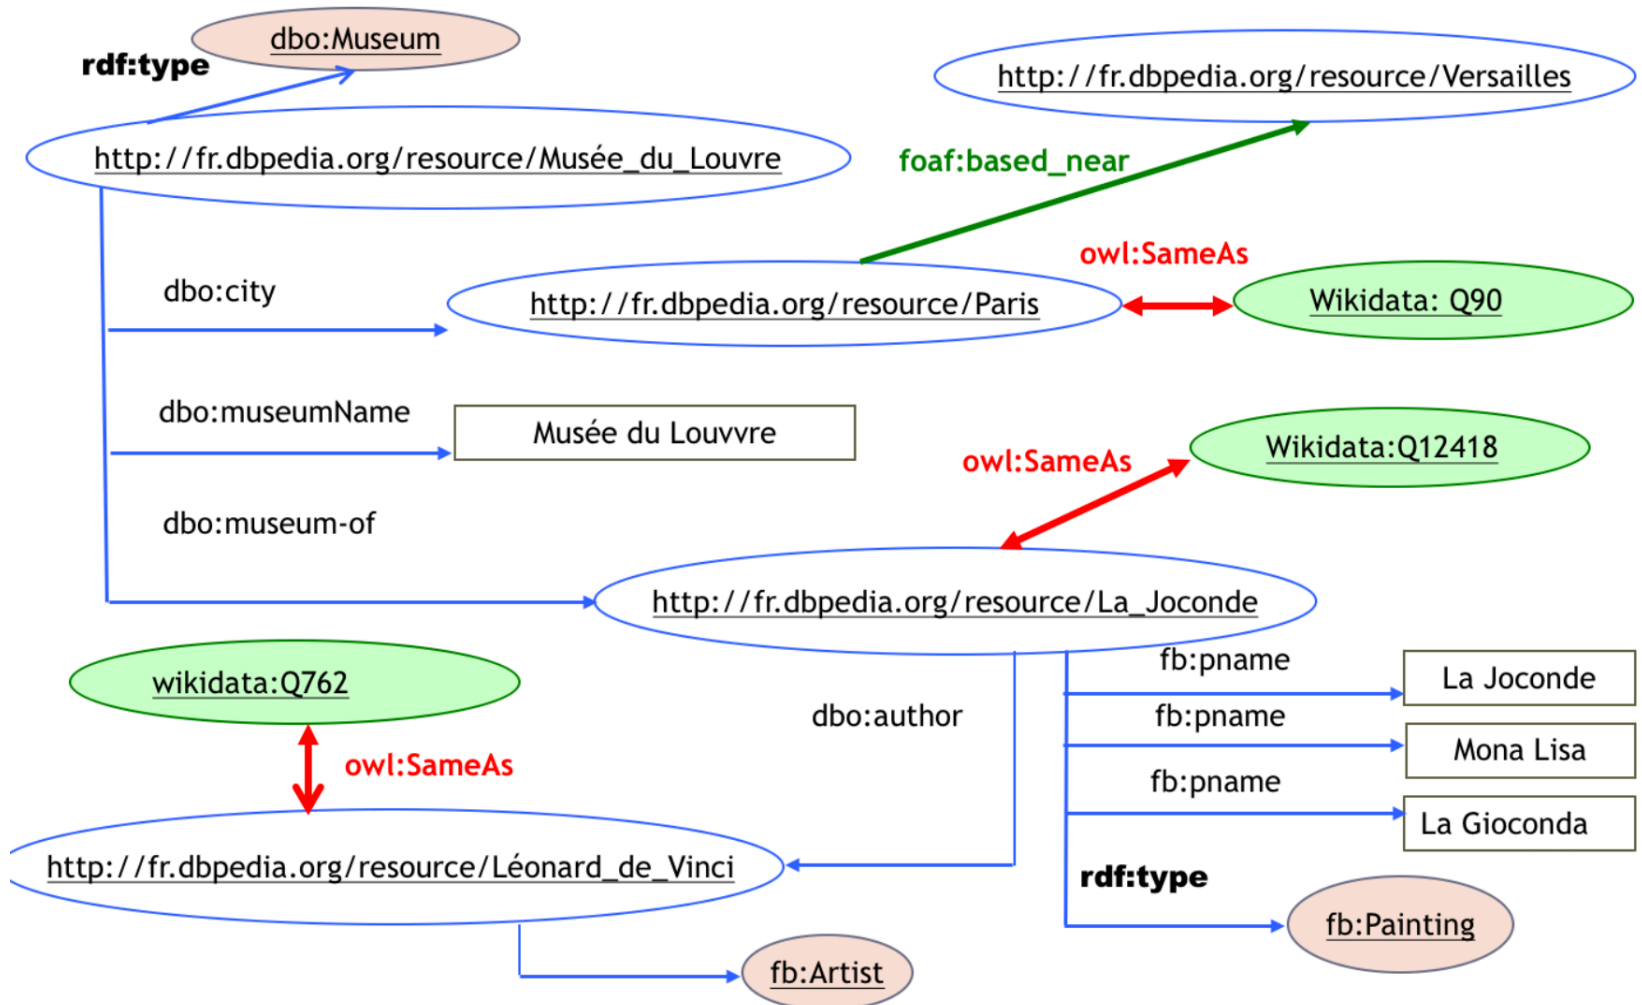 dbo:Museum
rdf:type
http://fr.dbpedia.org/resource/Versailles
http://fr.dbpedia.org/resource/Musée_du_Louvre
foaf:based_near
owl:SameAs
dbo:city
http://fr.dbpedia.org/resource/Paris
Wikidata: Q90
dbo:museumName
Musée du Louvvre
Wikidata:Q12418
owl:SameAs
dbo:museum-of
http://fr.dbpedia.org/resource/La_Joconde
fb:pname
La Joconde
wikidata:Q762
dbo:author
fb:pname
Mona Lisa
owl:SameAs
fb:pname
La Gioconda
http://fr.dbpedia.org/resource/Léonard_de_Vinci
rdf:type
fb:Painting
fb:Artist